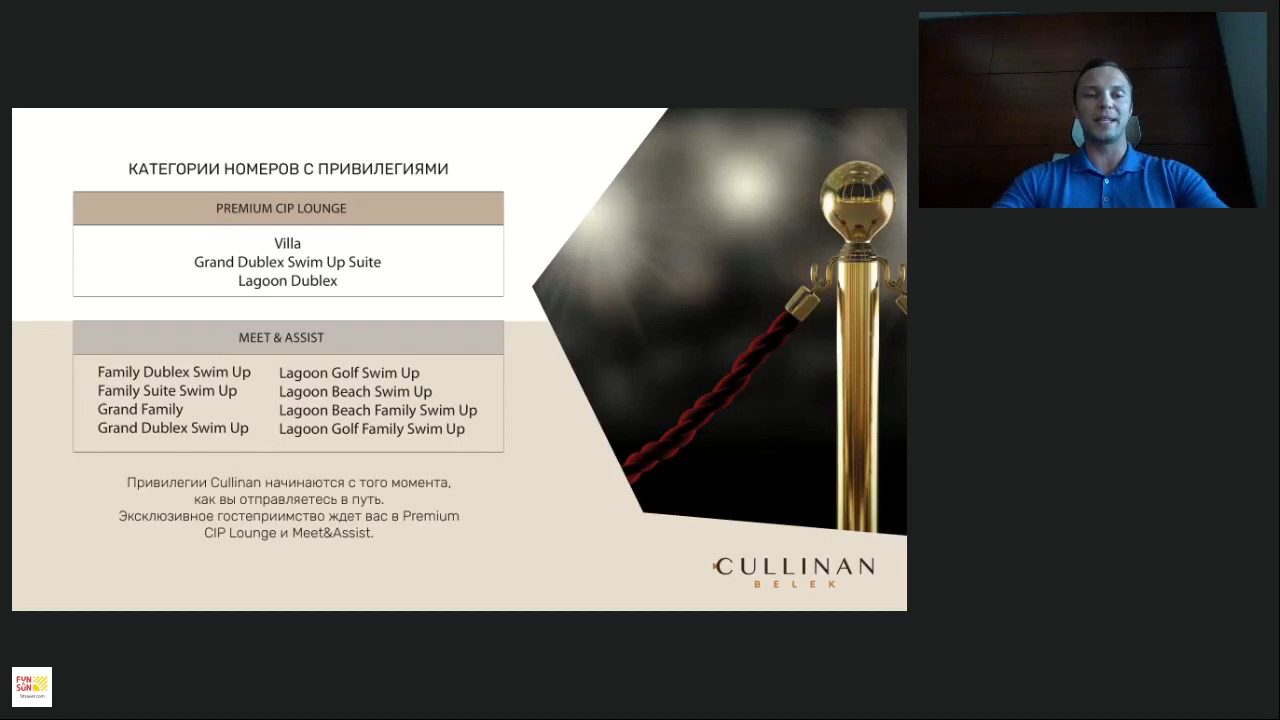 КАТЕГОРИИ НОМЕРОВ С ПРИВИЛЕГИЯМИ
PREMIUM CIP LOUNGE
Villa
Grand Dublex Swim Up Suite
Lagoon Dublex
MEET & ASSIST
Family Dublex Swim Up
Family Suite Swim Up
Grand Family
Grand Dublex Swim Up
Lagoon Golf Swim Up
Lagoon Beach Swim Up
Lagoon Beach Family Swim Up
Lagoon Golf Family Swim Up
Привилегии Cullinan начинаются с того момента,
как вы отправляетесь в путь.
Эксклюзивное гостеприимство ждет вас в Premium
CIP Lounge и Meet&Assist.
CULLINAN
BELEK
FUN
&SUN
fstravel.com